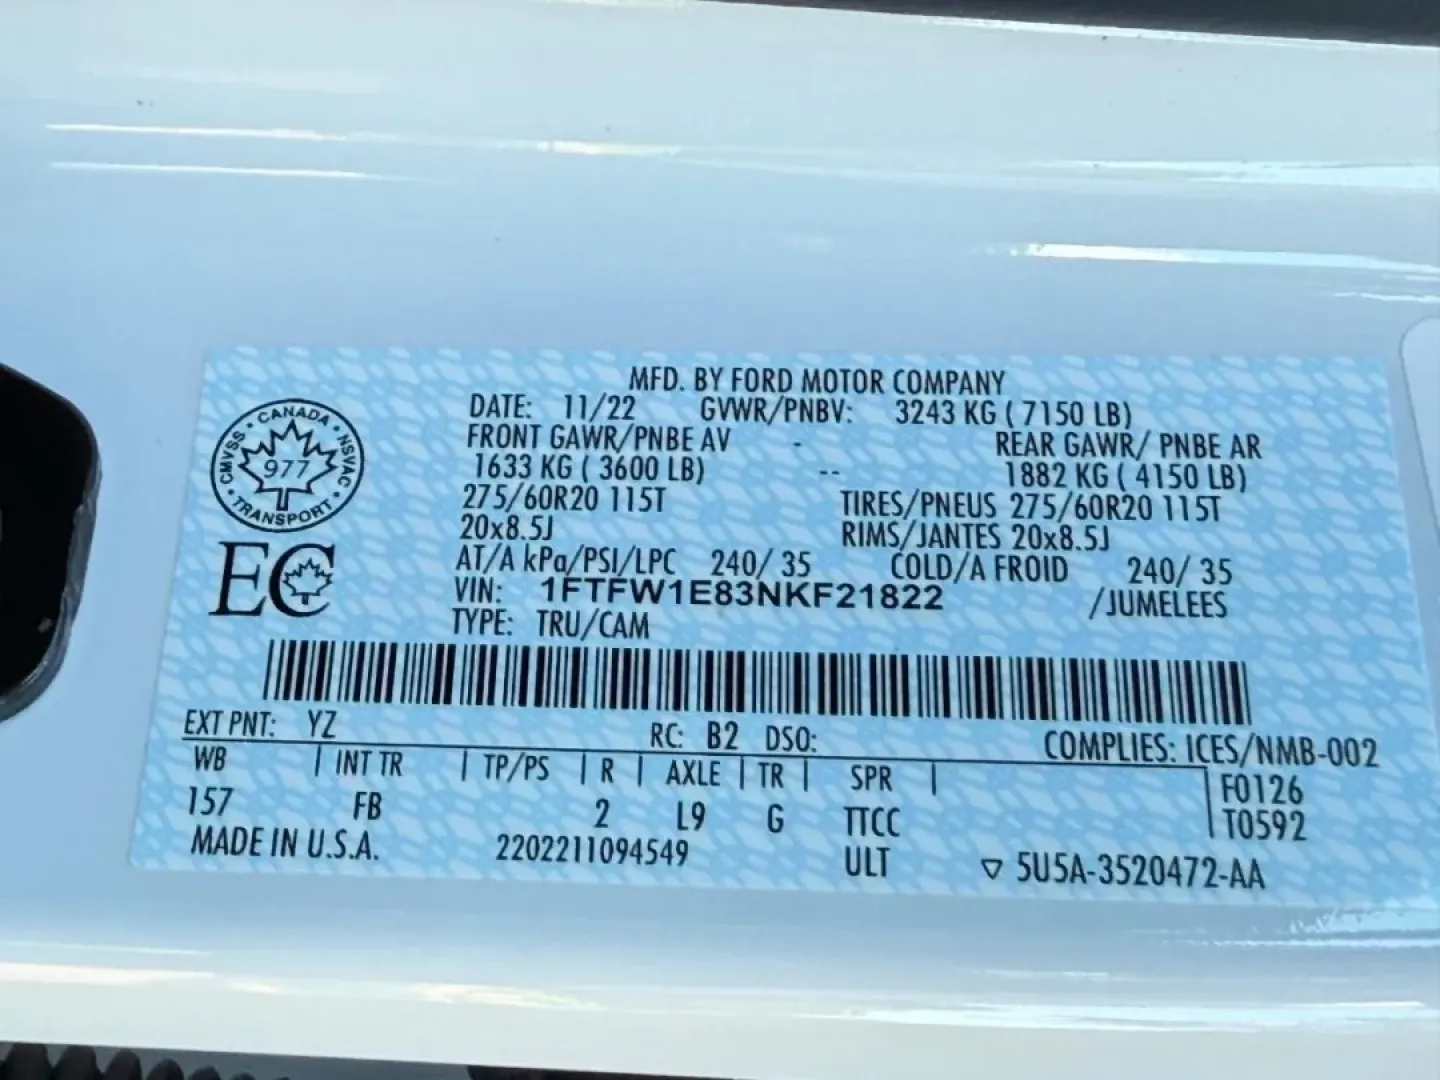 MFD. BY FORD MOTOR COMPANY
DATE: 11/22 GVWR/PNBV: 3243 KG ( 7150 LB)
FRONT GAWR/PNBE AV - REAR GAWR/ PNBE AR
1633 KG ( 3600 LB) -- 1882 KG ( 4150 LB)
275/60R20 115T TIRES/PNEUS 275/60R20 115T
20x8.5J RIMS/JANTES 20x8.5J
AT/A kPa/PSI/LPC 240/ 35 COLD/A FROID 240/ 35
VIN: 1FTFW1E83NKF21822 /JUMELEES
TYPE: TRU/CAM
CANADA
CMVSS • NSVAC
977
TRANSPORT
EC
EXT PNT: YZ RC: B2 DSO: COMPLIES: ICES/NMB-002
WB | INT TR | TP/PS | R | AXLE | TR | SPR | F0126
157 FB 2 L9 G TTCC T0592
MADE IN U.S.A. 2202211094549 ULT ▽ 5U5A-3520472-AA